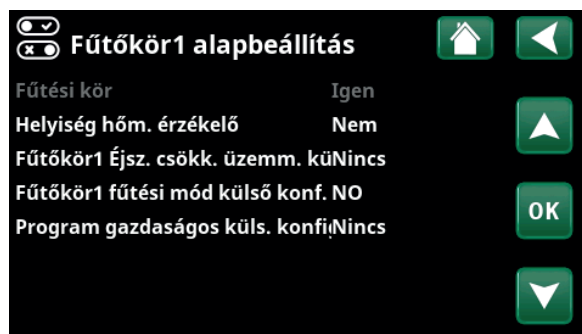 Fűtőkör1 alapbeállítás
Fűtési kör Igen
Helyiség hőm. érzékelő Nem
Fűtőkör1 Éjsz. csökk. üzemm. küNincs
Fűtőkör1 fűtési mód külső konf. NO
Program gazdaságos küls. konfigNincs
OK